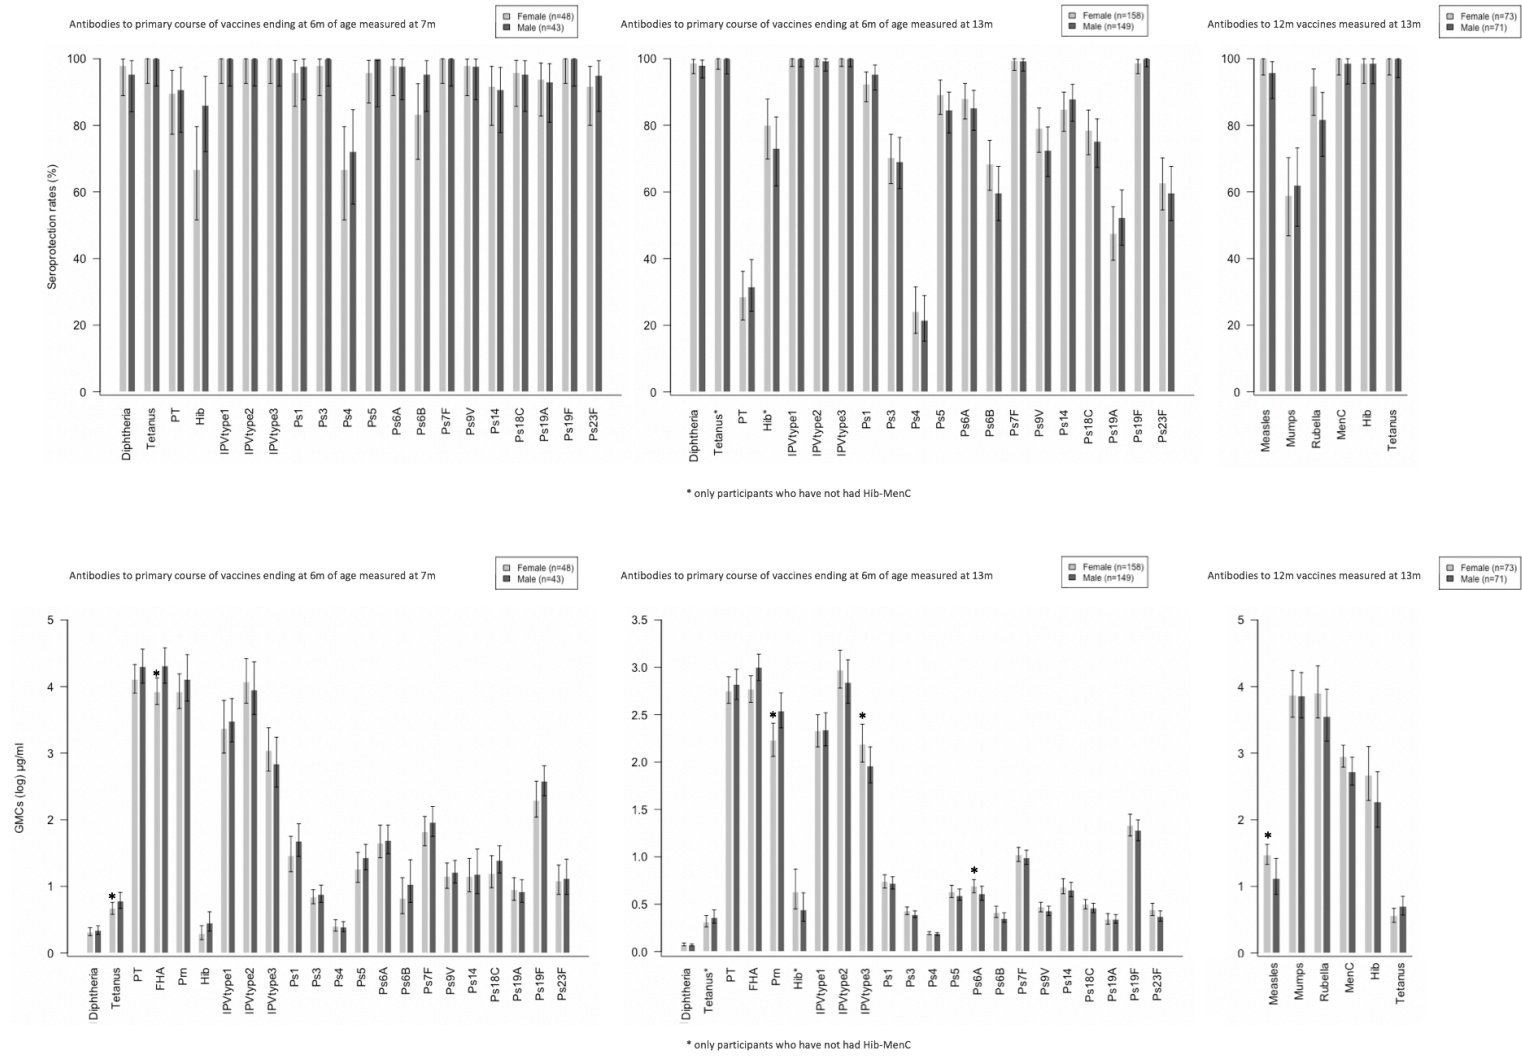 Antibodies to primary course of vaccines ending at 6m of age measured at 7m
Female (n=48)
Male (n=43)
Seroprotection rates (%)
100
80
60
40
20
0
Diphtheria
Tetanus
PT
Hib
IPVtype1
IPVtype2
IPVtype3
Ps1
Ps3
Ps4
Ps5
Ps6A
Ps6B
Ps7F
Ps9V
Ps14
Ps18C
Ps19A
Ps19F
Ps23F
Antibodies to primary course of vaccines ending at 6m of age measured at 13m
Female (n=158)
Male (n=149)
100
80
60
40
20
0
Diphtheria
Tetanus*
PT
Hib*
IPVtype1
IPVtype2
IPVtype3
Ps1
Ps3
Ps4
Ps5
Ps6A
Ps6B
Ps7F
Ps9V
Ps14
Ps18C
Ps19A
Ps19F
Ps23F
Antibodies to 12m vaccines measured at 13m
Female (n=73)
Male (n=71)
100
80
60
40
20
0
Measles
Mumps
Rubella
MenC
Hib
Tetanus
* only participants who have not had Hib-MenC
Antibodies to primary course of vaccines ending at 6m of age measured at 7m
Female (n=48)
Male (n=43)
GMCs (log) µg/ml
5
4
3
2
1
0
*
*
Diphtheria
Tetanus
PT
FHA
Prn
Hib
IPVtype1
IPVtype2
IPVtype3
Ps1
Ps3
Ps4
Ps5
Ps6A
Ps6B
Ps7F
Ps9V
Ps14
Ps18C
Ps19A
Ps19F
Ps23F
Antibodies to primary course of vaccines ending at 6m of age measured at 13m
Female (n=158)
Male (n=149)
3.5
3.0
2.5
2.0
1.5
1.0
0.5
0.0
*
*
*
Diphtheria
Tetanus*
PT
FHA
Prn
Hib*
IPVtype1
IPVtype2
IPVtype3
Ps1
Ps3
Ps4
Ps5
Ps6A
Ps6B
Ps7F
Ps9V
Ps14
Ps18C
Ps19A
Ps19F
Ps23F
Antibodies to 12m vaccines measured at 13m
Female (n=73)
Male (n=71)
5
4
3
2
1
0
*
Measles
Mumps
Rubella
MenC
Hib
Tetanus
* only participants who have not had Hib-MenC